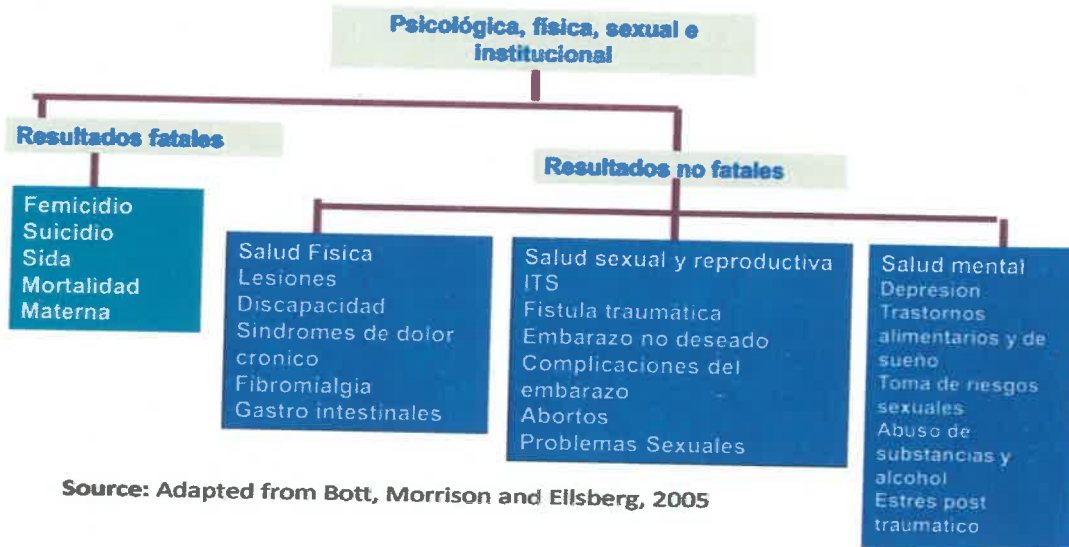 Psicológica, física, sexual e
institucional
Resultados fatales
Resultados no fatales
Femicidio
Suicidio
Sida
Mortalidad
Materna
Salud Física
Lesiones
Discapacidad
Sindromes de dolor
cronico
Fibromialgia
Gastro intestinales
Salud sexual y reproductiva
ITS
Fistula traumática
Embarazo no deseado
Complicaciones del
embarazo
Abortos
Problemas Sexuales
Salud mental
Depresion
Trastornos
alimentarios y de
sueño
Toma de riesgos
sexuales
Abuso de
substancias y
alcohol
Estres post
traumatico
Source: Adapted from Bott, Morrison and Ellsberg, 2005